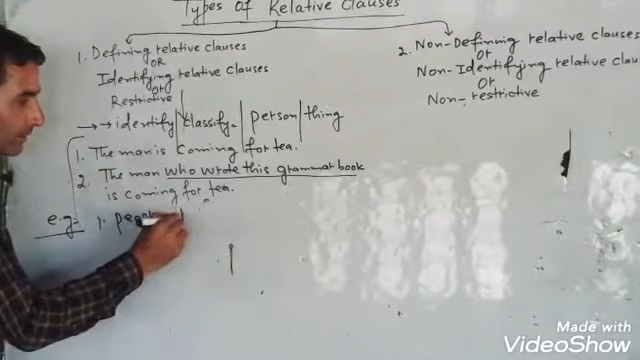 Types of Relative Clauses
1. Defining relative clauses
OR
Identifying relative clauses
or
Restrictive
→→ identify | classify - | person | thing
1. The man is coming for tea.
2. The man who wrote this grammar book
is coming for tea.
e.g. 1.
2. Non-Defining relative clauses
or
Non-Identifying relative clau
or
Non-restrictive
Made with
VideoShow